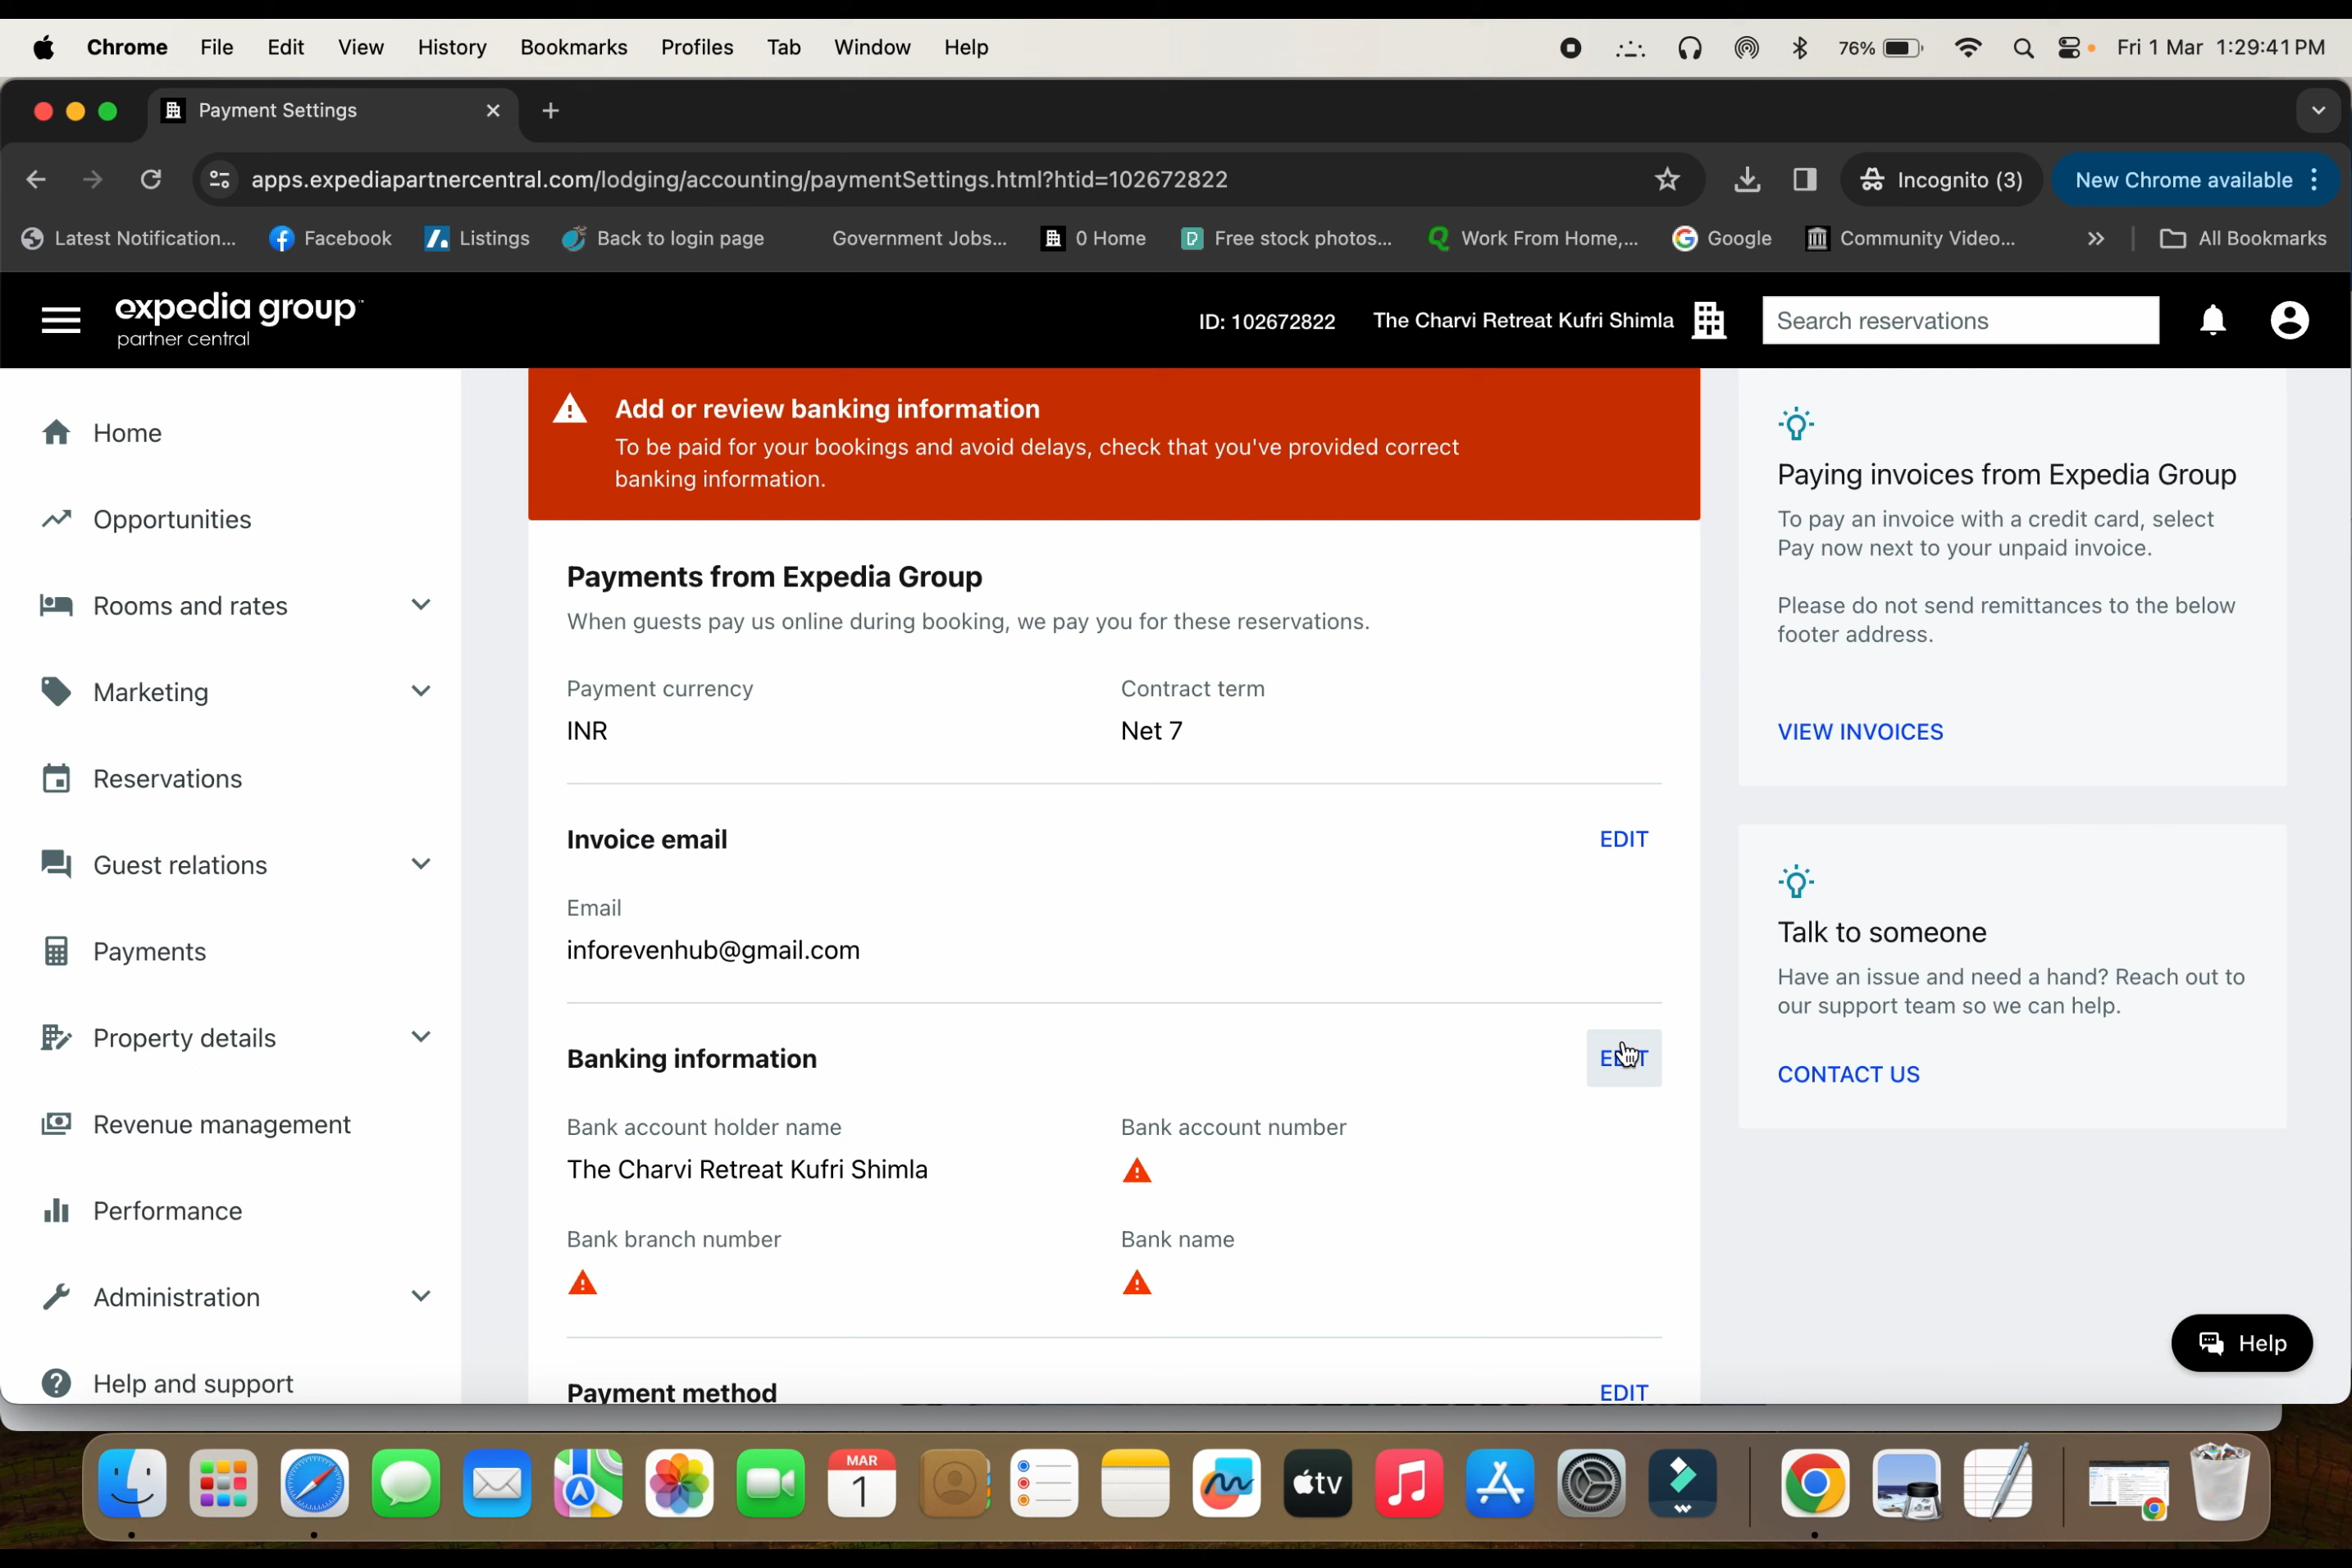 Chrome File Edit View History Bookmarks Profiles Tab Window Help 76% Fri 1 Mar 1:29:41 PM
Payment Settings
apps.expediapartnercentral.com/lodging/accounting/paymentSettings.html?htid=102672822 Incognito (3) New Chrome available
Latest Notification... Facebook Listings Back to login page Government Jobs... 0 Home Free stock photos... Work From Home,... Google Community Video... » All Bookmarks
expedia group™
partner central
ID: 102672822 The Charvi Retreat Kufri Shimla Search reservations
Home
Opportunities
Rooms and rates
Marketing
Reservations
Guest relations
Payments
Property details
Revenue management
Performance
Administration
Help and support
Add or review banking information
To be paid for your bookings and avoid delays, check that you've provided correct
banking information.
Payments from Expedia Group
When guests pay us online during booking, we pay you for these reservations.
Payment currency Contract term
INR Net 7
Invoice email EDIT
Email
inforevenhub@gmail.com
Banking information EDIT
Bank account holder name Bank account number
The Charvi Retreat Kufri Shimla
Bank branch number Bank name
Payment method EDIT
Paying invoices from Expedia Group
To pay an invoice with a credit card, select
Pay now next to your unpaid invoice.
Please do not send remittances to the below
footer address.
VIEW INVOICES
Talk to someone
Have an issue and need a hand? Reach out to
our support team so we can help.
CONTACT US
Help
MAR
1
tv